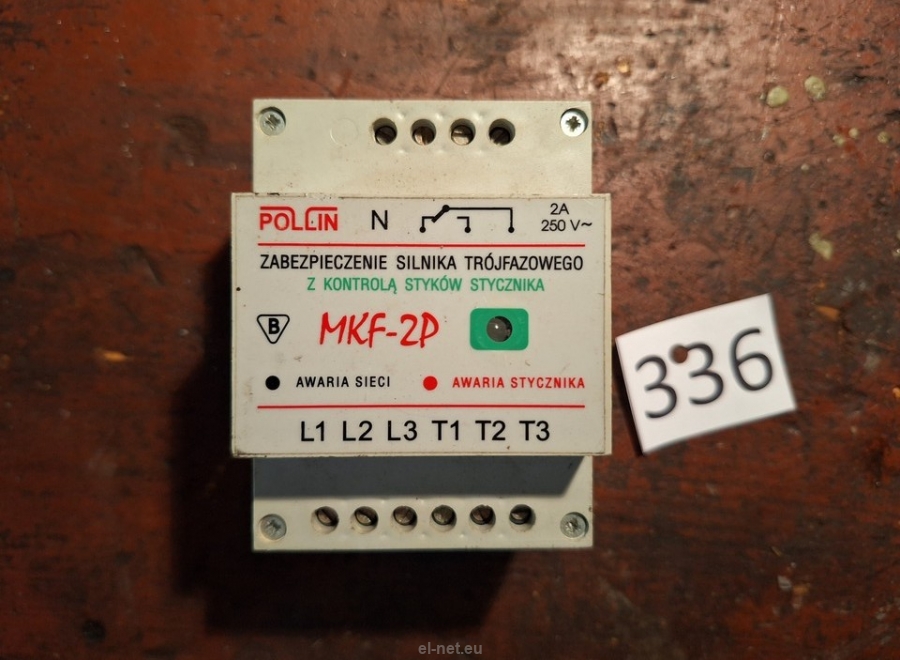 POLLIN N 2A
250 V~
ZABEZPIECZENIE SILNIKA TRÓJFAZOWEGO
Z KONTROLĄ STYKÓW STYCZNIKA
B MKF-2P
AWARIA SIECI AWARIA STYCZNIKA
L1 L2 L3 T1 T2 T3
336
el-net.eu